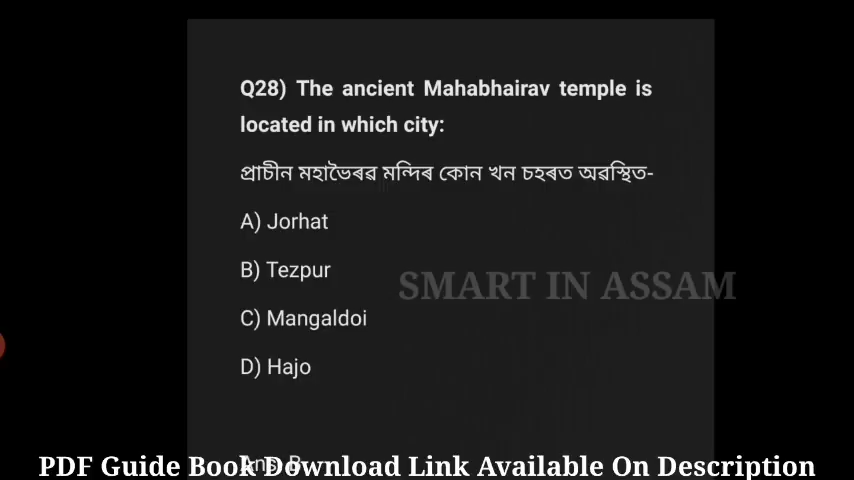 Q28) The ancient Mahabhairav temple is
located in which city:
প্ৰাচীন মহাভৈৰৱ মন্দিৰ কোন খন চহৰত অৱস্থিত-
A) Jorhat
B) Tezpur
SMART IN ASSAM
C) Mangaldoi
D) Hajo
Ans: B
PDF Guide Book Download Link Available On Description